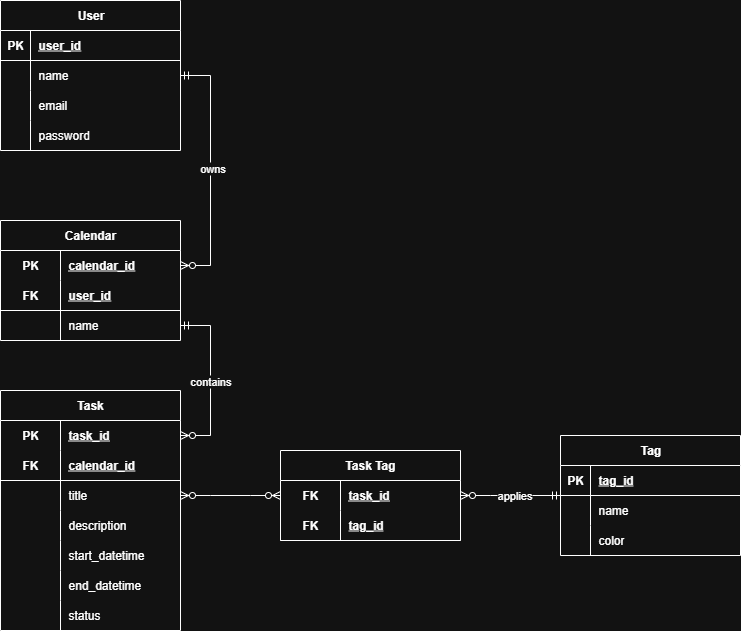 User
PK user_id
name
email
password
owns
Calendar
PK calendar_id
FK user_id
name
contains
Task
PK task_id
FK calendar_id
title
description
start_datetime
end_datetime
status
Task Tag
FK task_id
FK tag_id
applies
Tag
PK tag_id
name
color